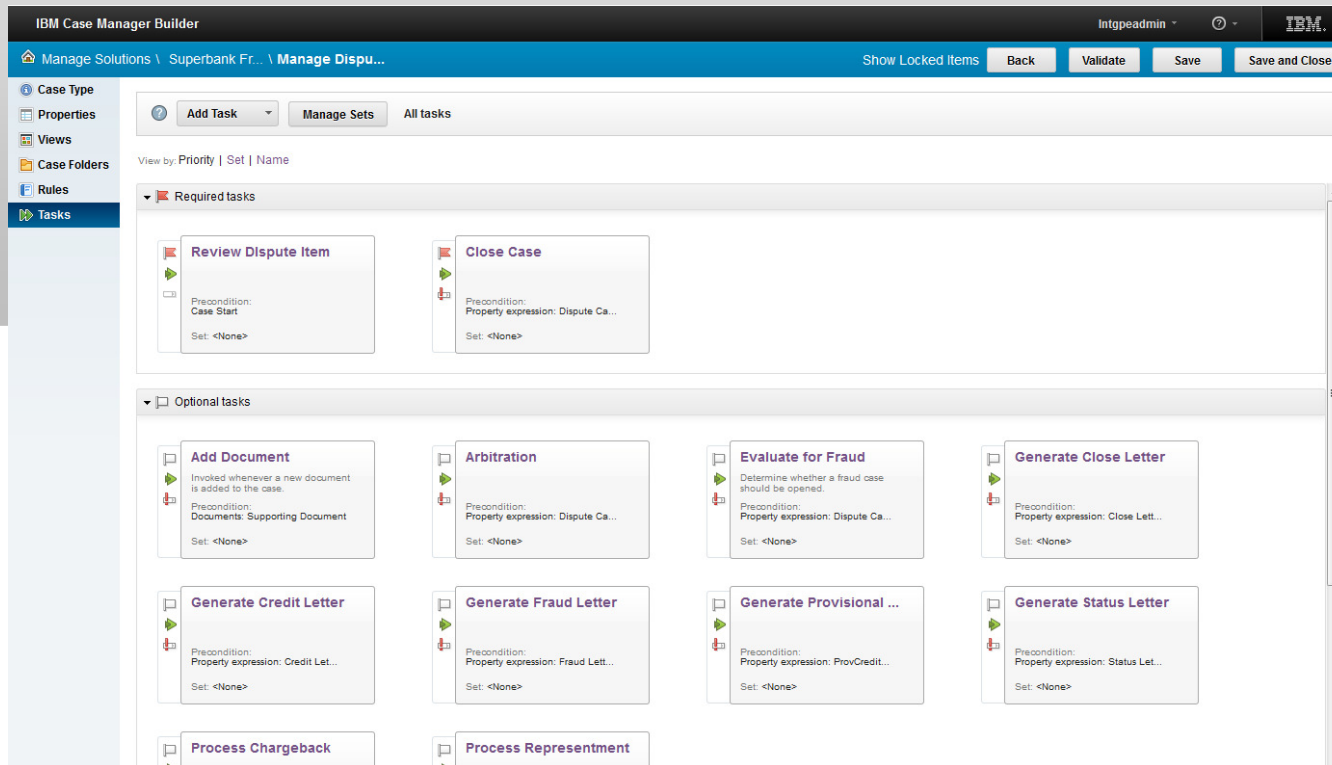 IBM Case Manager Builder
Intgpeadmin
IBM.
Manage Solutions \ Superbank Fr... \ Manage Dispu...
Show Locked Items
Back
Validate
Save
Save and Close
Case Type
Properties
Views
Case Folders
Rules
Tasks
Add Task
Manage Sets
All tasks
View by: Priority | Set | Name
Required tasks
Review DIspute Item
Precondition:
Case Start
Set: <None>
Close Case
Precondition:
Property expression: Dispute Ca...
Set: <None>
Optional tasks
Add Document
Invoked whenever a new document
is added to the case.
Precondition:
Documents: Supporting Document
Set: <None>
Arbitration
Precondition:
Property expression: Dispute Ca...
Set: <None>
Evaluate for Fraud
Determine whether a fraud case
should be opened.
Precondition:
Property expression: Dispute Ca...
Set: <None>
Generate Close Letter
Precondition:
Property expression: Close Lett...
Set: <None>
Generate Credit Letter
Precondition:
Property expression: Credit Let...
Set: <None>
Generate Fraud Letter
Precondition:
Property expression: Fraud Lett...
Set: <None>
Generate Provisional ...
Precondition:
Property expression: ProvCredit...
Set: <None>
Generate Status Letter
Precondition:
Property expression: Status Let...
Set: <None>
Process Chargeback
Process Representment